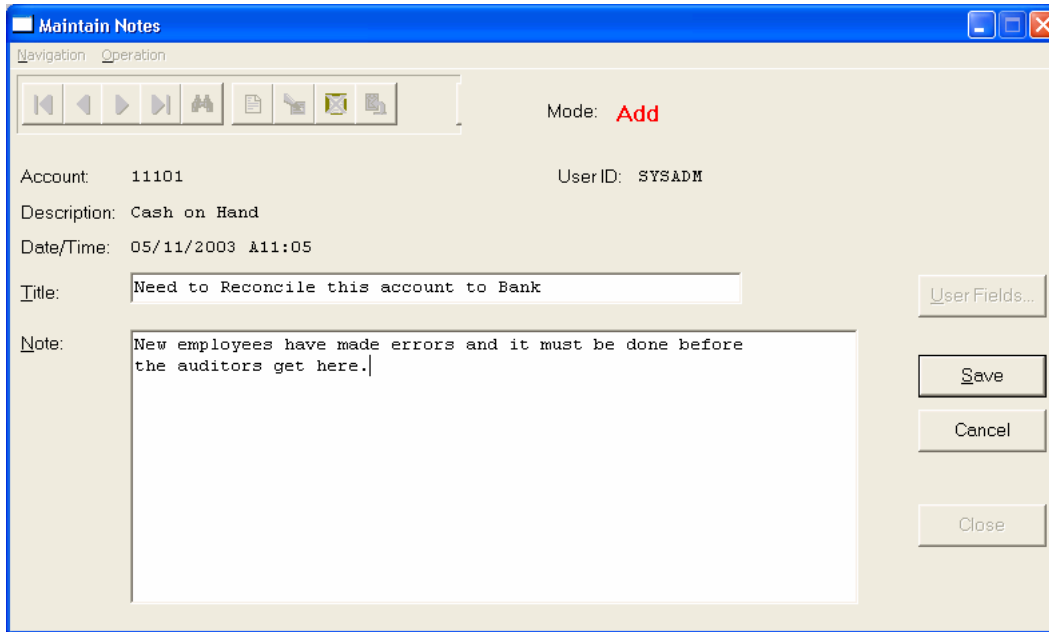 Maintain Notes
Navigation Operation
Mode: Add
Account: 11101 User ID: SYSADM
Description: Cash on Hand
Date/Time: 05/11/2003 A11:05
Title: Need to Reconcile this account to Bank
User Fields...
Note: New employees have made errors and it must be done before
the auditors get here.
Save
Cancel
Close